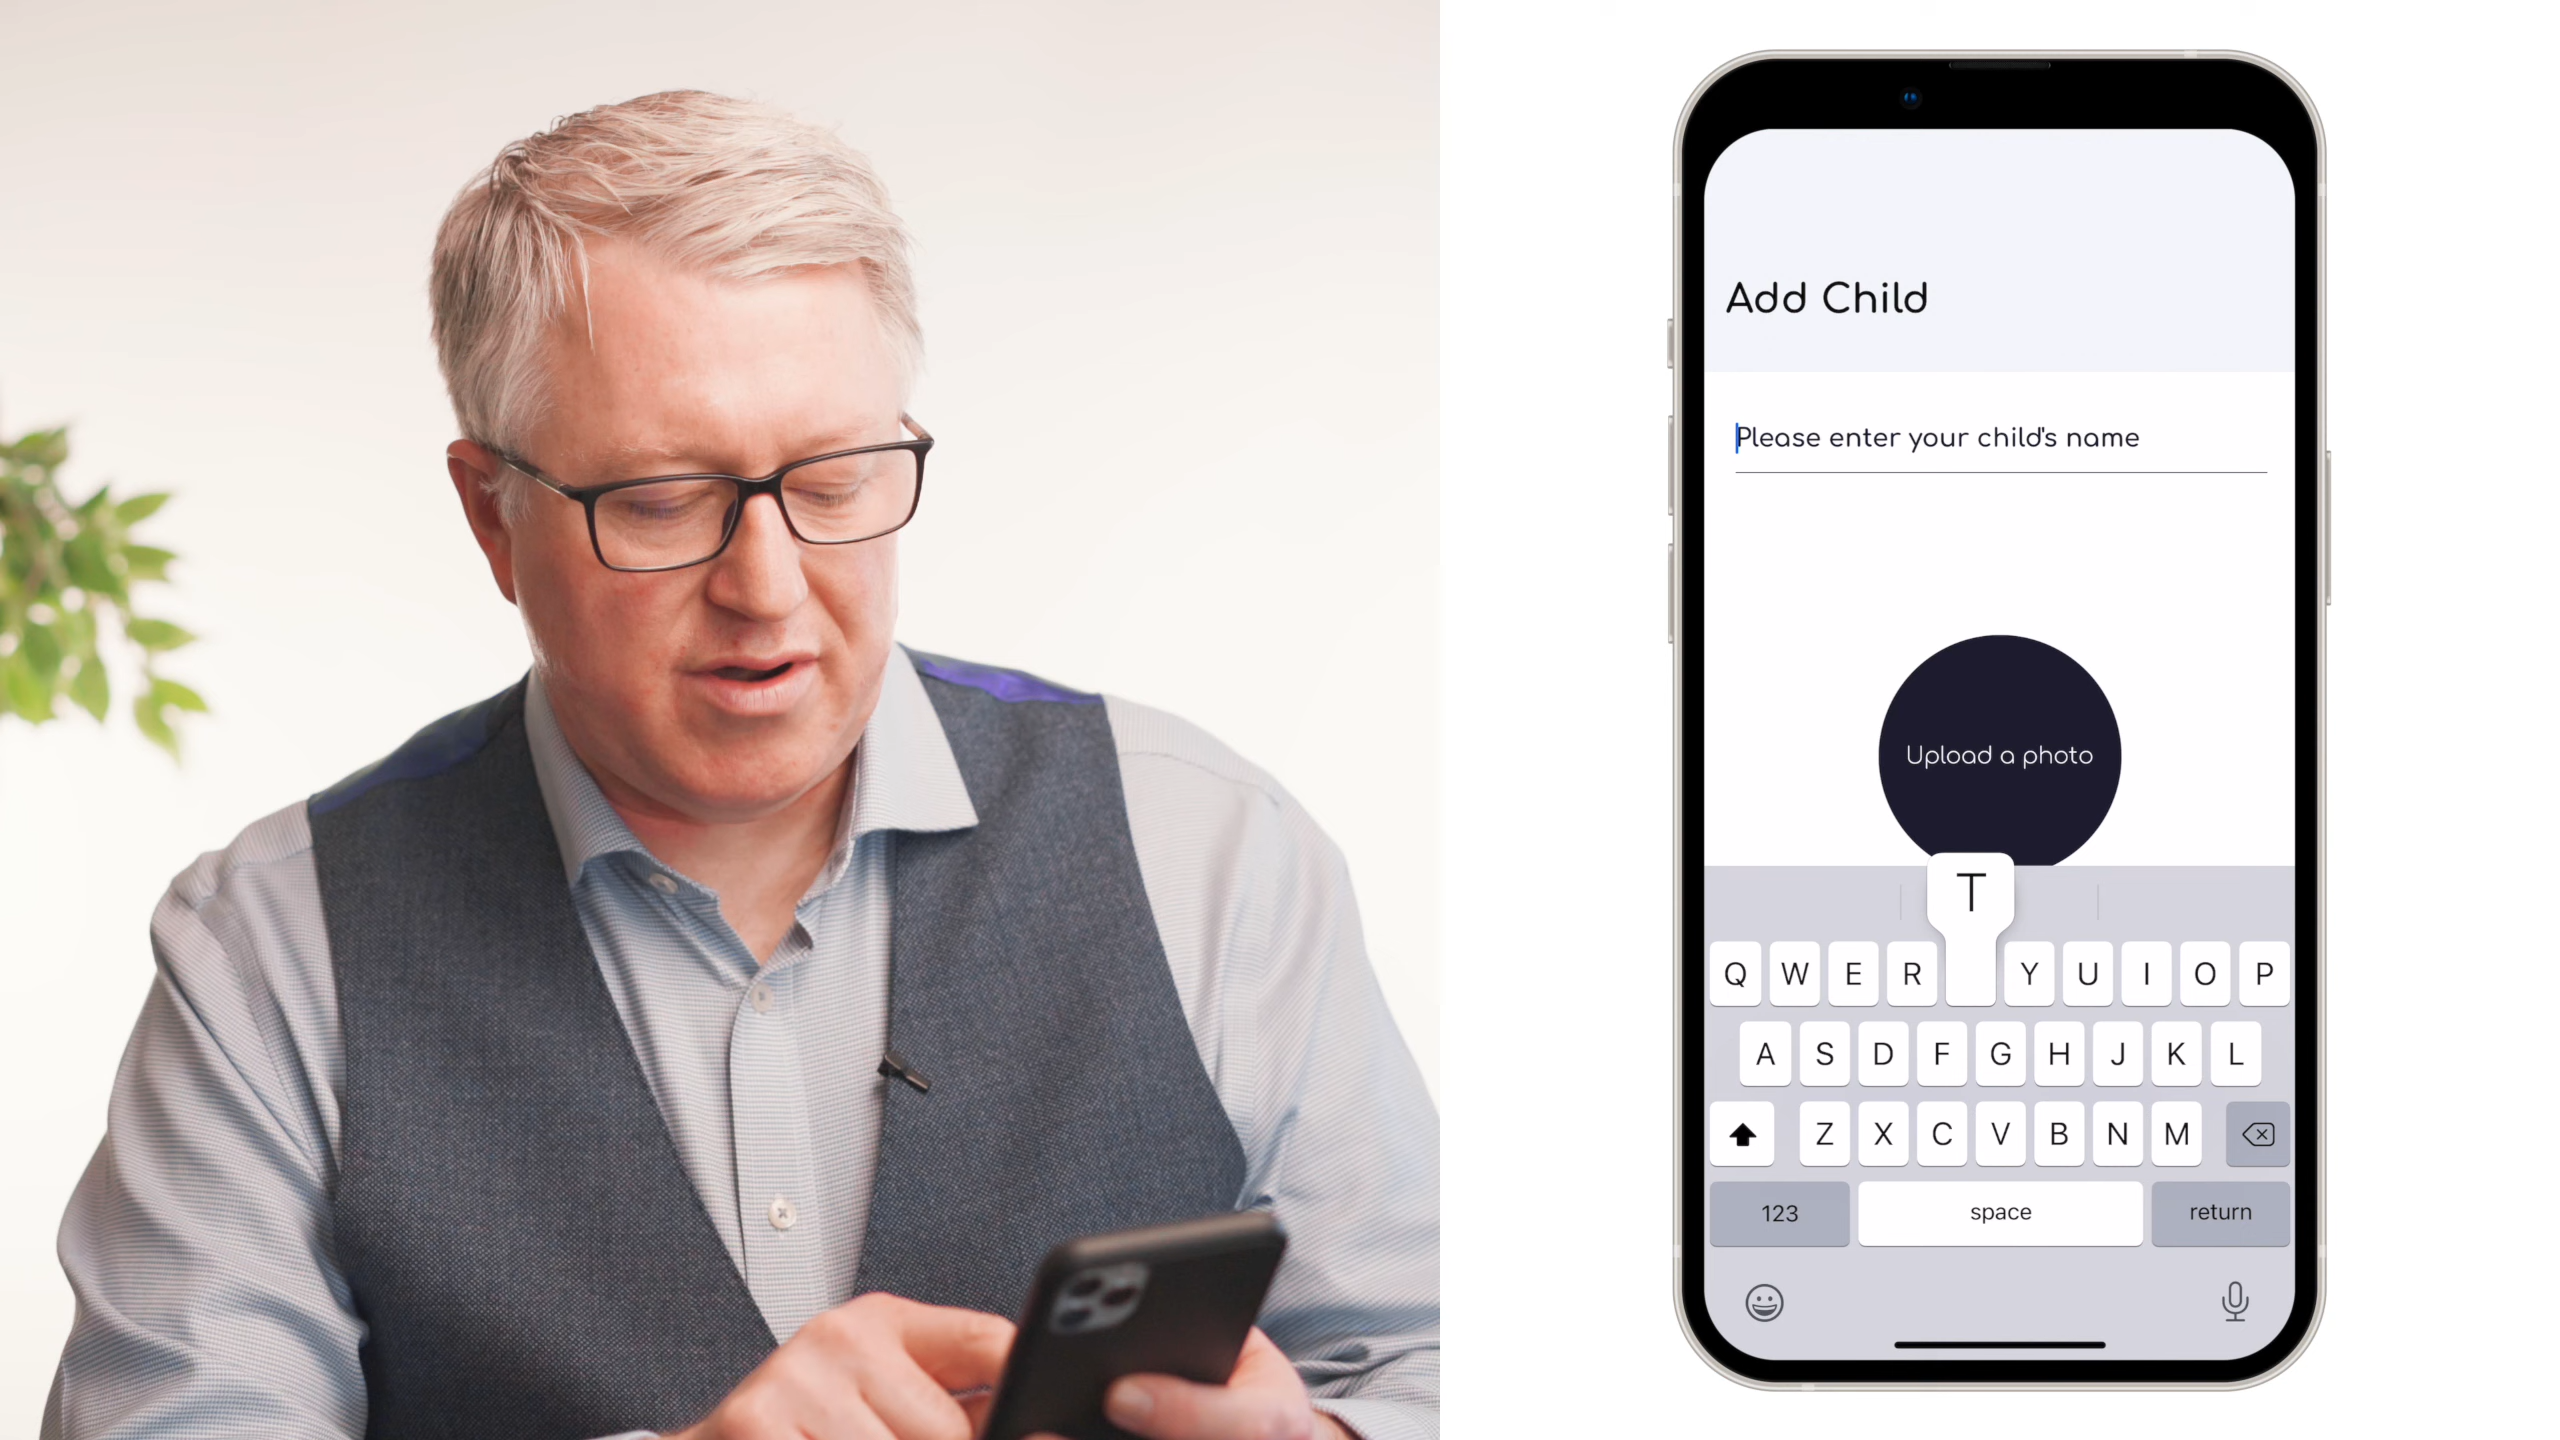 Add Child
Please enter your child's name
Upload a photo
T
Q W E R Y U I O P
A S D F G H J K L
Z X C V B N M
123 space return